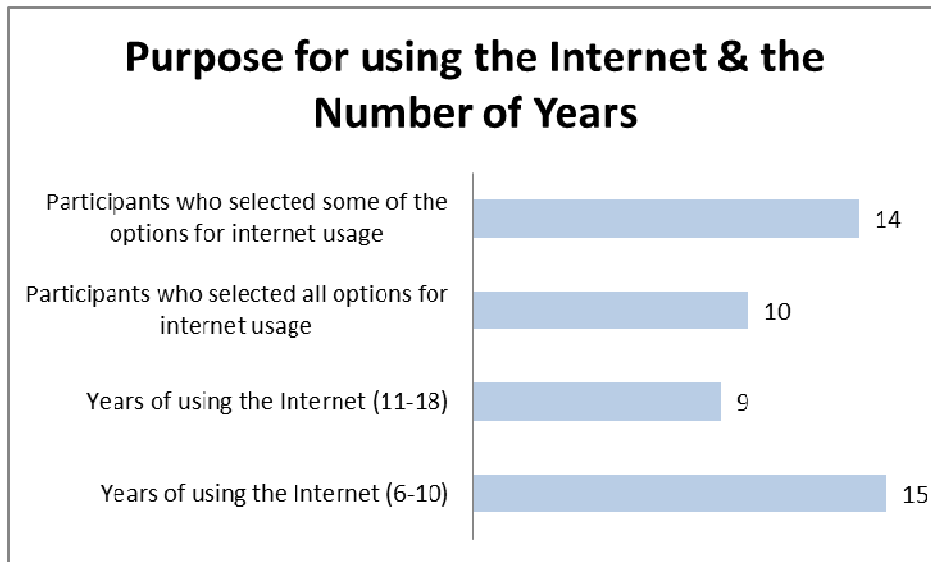 Purpose for using the Internet & the
Number of Years
Participants who selected some of the
options for internet usage
14
Participants who selected all options for
internet usage
10
Years of using the Internet (11-18)
9
Years of using the Internet (6-10)
15